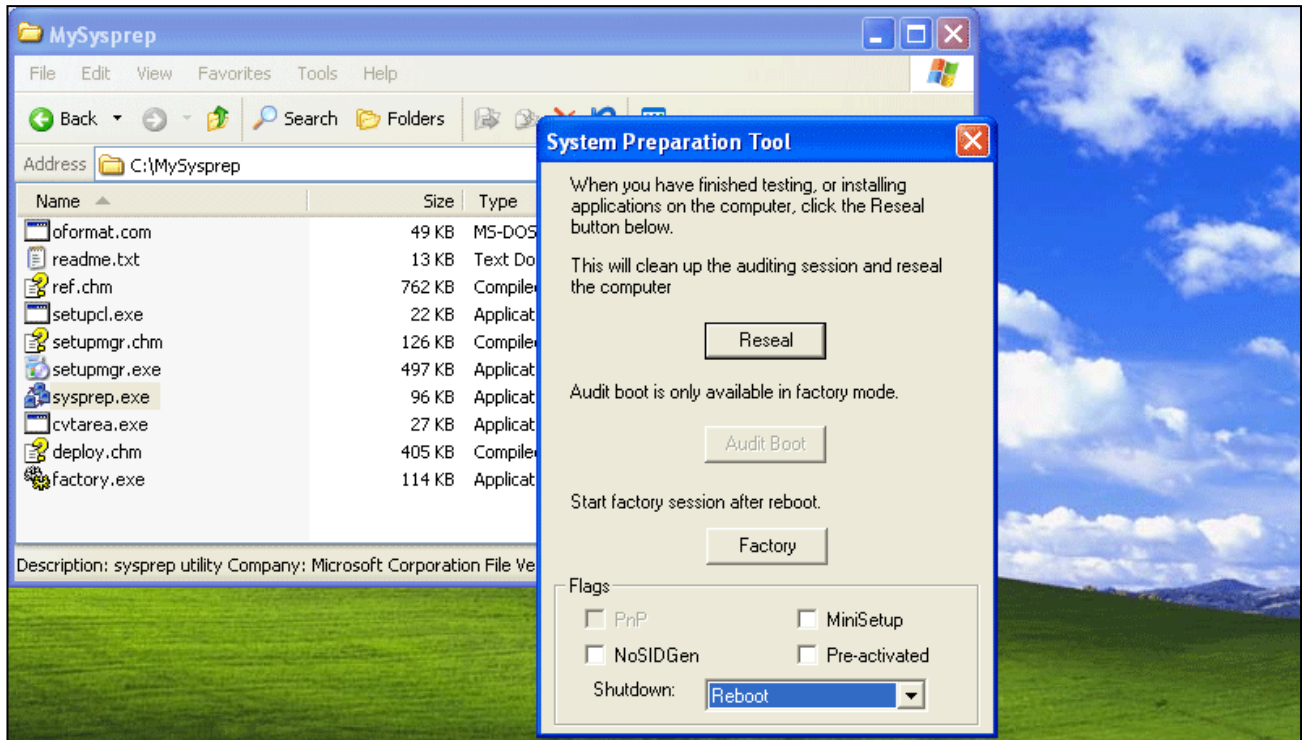 MySysprep
File Edit View Favorites Tools Help
Back Search Folders
Address C:\MySysprep
Name Size Type
oformat.com 49 KB MS-DOS
readme.txt 13 KB Text Do
ref.chm 762 KB Compile
setupcl.exe 22 KB Applicat
setupmgr.chm 126 KB Compile
setupmgr.exe 497 KB Applicat
sysprep.exe 96 KB Applicat
cvtarea.exe 27 KB Applicat
deploy.chm 405 KB Compile
factory.exe 114 KB Applicat
Description: sysprep utility Company: Microsoft Corporation File Ve
System Preparation Tool
When you have finished testing, or installing
applications on the computer, click the Reseal
button below.
This will clean up the auditing session and reseal
the computer
Reseal
Audit boot is only available in factory mode.
Audit Boot
Start factory session after reboot.
Factory
Flags
PnP MiniSetup
NoSIDGen Pre-activated
Shutdown: Reboot